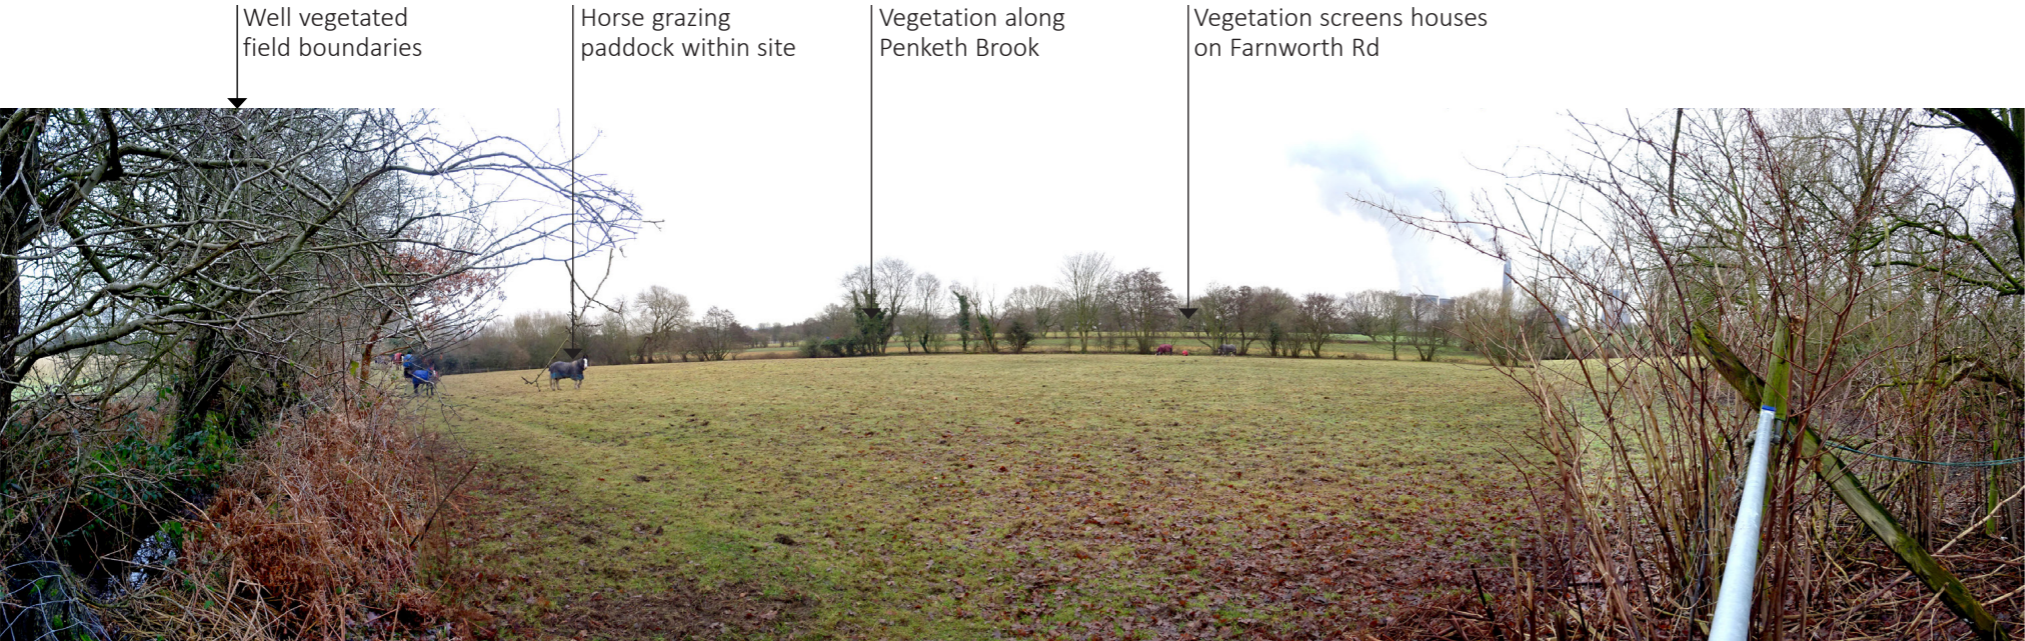 Well vegetated
field boundaries
Horse grazing
paddock within site
Vegetation along
Penketh Brook
Vegetation screens houses
on Farnworth Rd